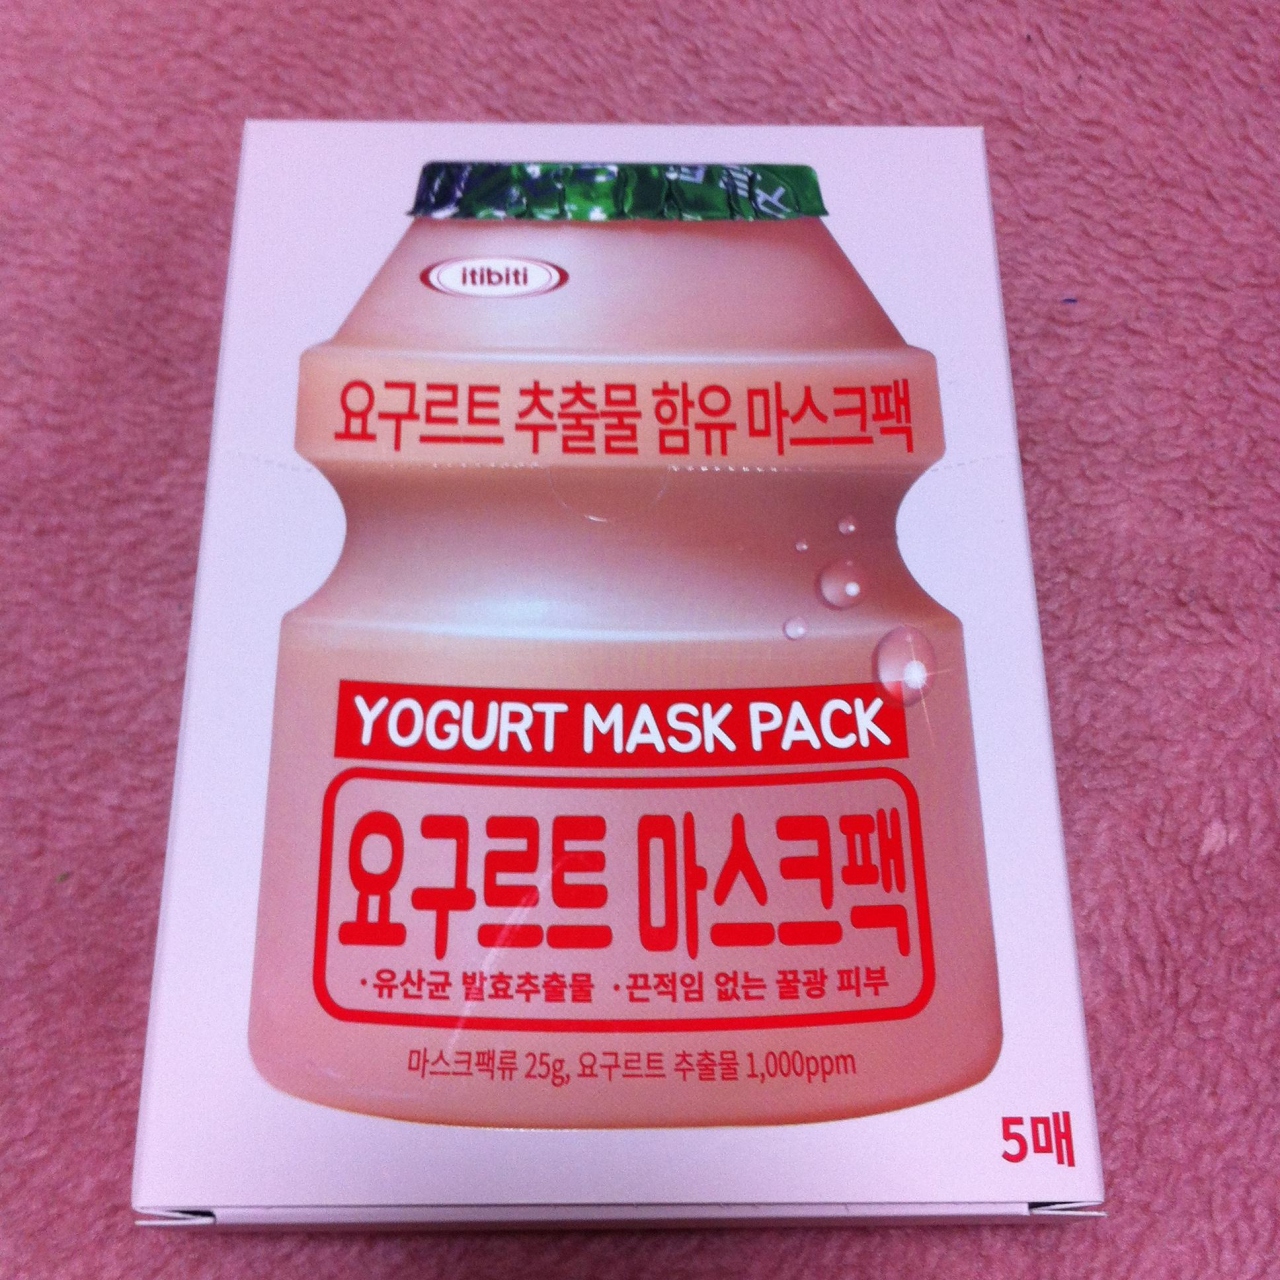 itibiti
요구르트 추출물 함유 마스크팩
YOGURT MASK PACK
요구르트 마스크팩
·유산균 발효추출물 ·끈적임 없는 꿀광 피부
마스크팩류 25g, 요구르트 추출물 1,000ppm
5매